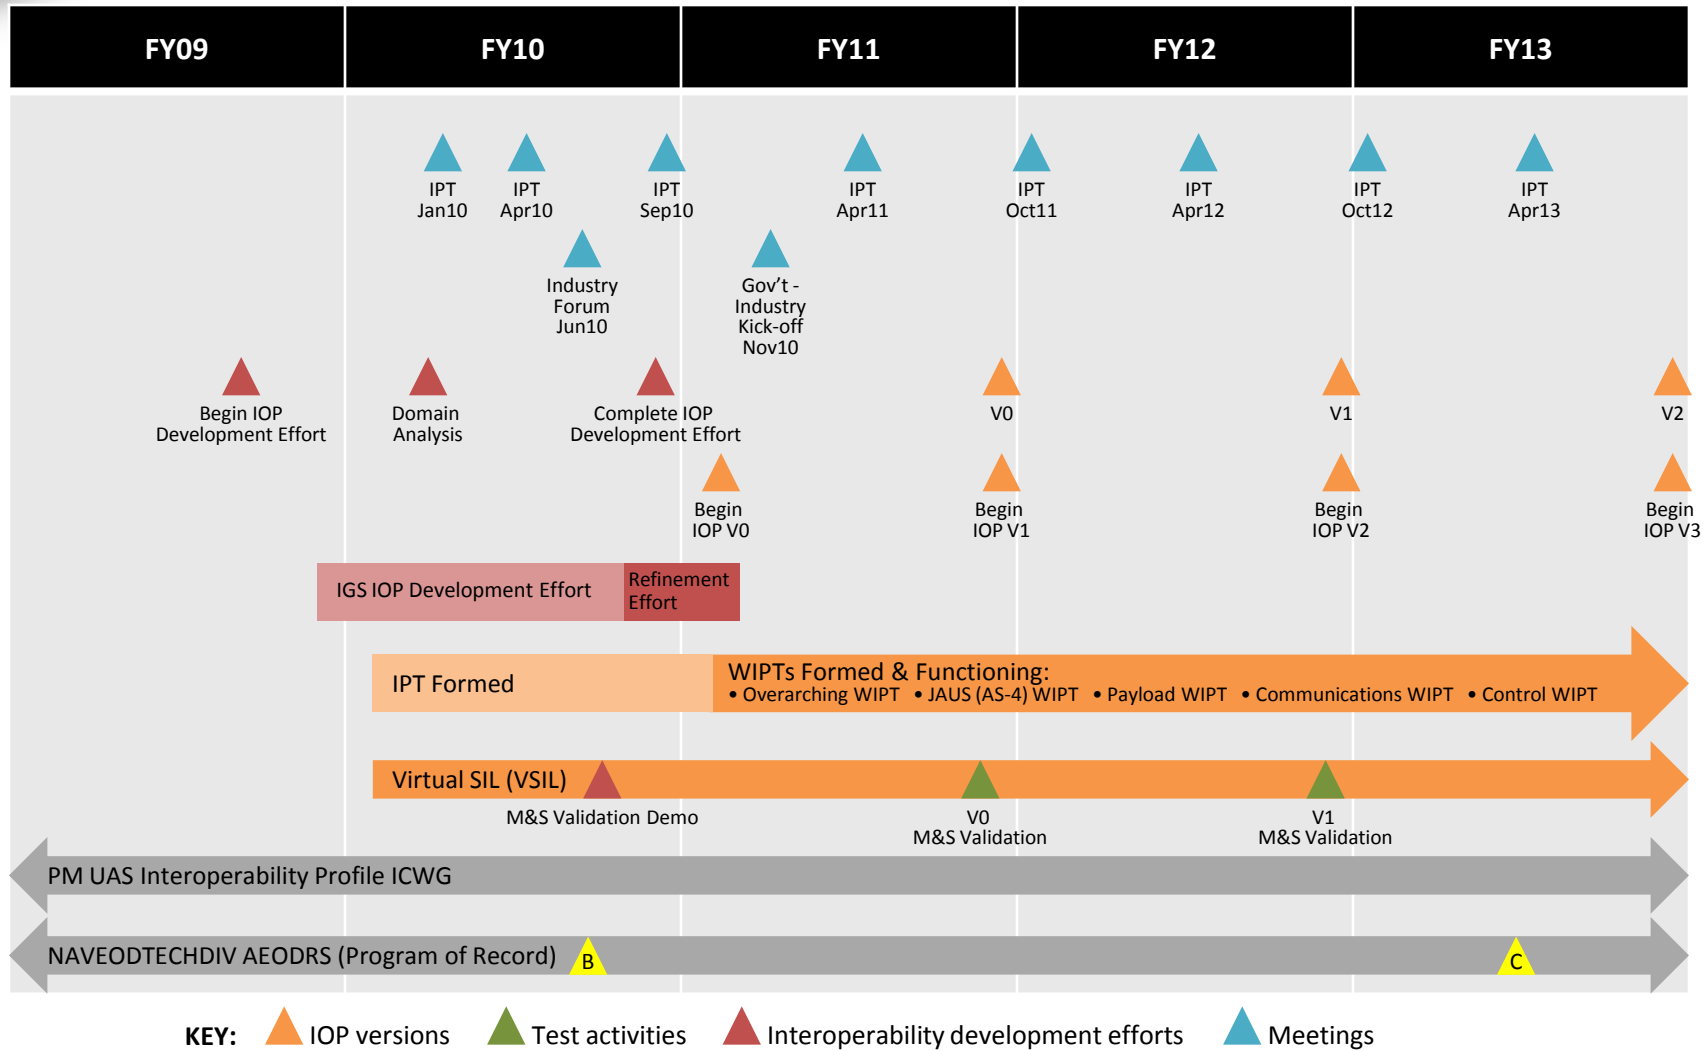 FY09 FY10 FY11 FY12 FY13
IPT IPT IPT IPT IPT IPT IPT IPT
Jan10 Apr10 Sep10 Apr11 Oct11 Apr12 Oct12 Apr13
Industry
Forum
Jun10
Gov't -
Industry
Kick-off
Nov10
Begin IOP
Development Effort
Domain
Analysis
Complete IOP
Development Effort
V0
V1
V2
Begin
IOP V0
Begin
IOP V1
Begin
IOP V2
Begin
IOP V3
IGS IOP Development Effort
Refinement
Effort
IPT Formed
WIPTs Formed & Functioning:
• Overarching WIPT • JAUS (AS-4) WIPT • Payload WIPT • Communications WIPT • Control WIPT
Virtual SIL (VSIL)
M&S Validation Demo
V0
M&S Validation
V1
M&S Validation
PM UAS Interoperability Profile ICWG
NAVEODTECHDIV AEODRS (Program of Record) B C
KEY: IOP versions Test activities Interoperability development efforts Meetings